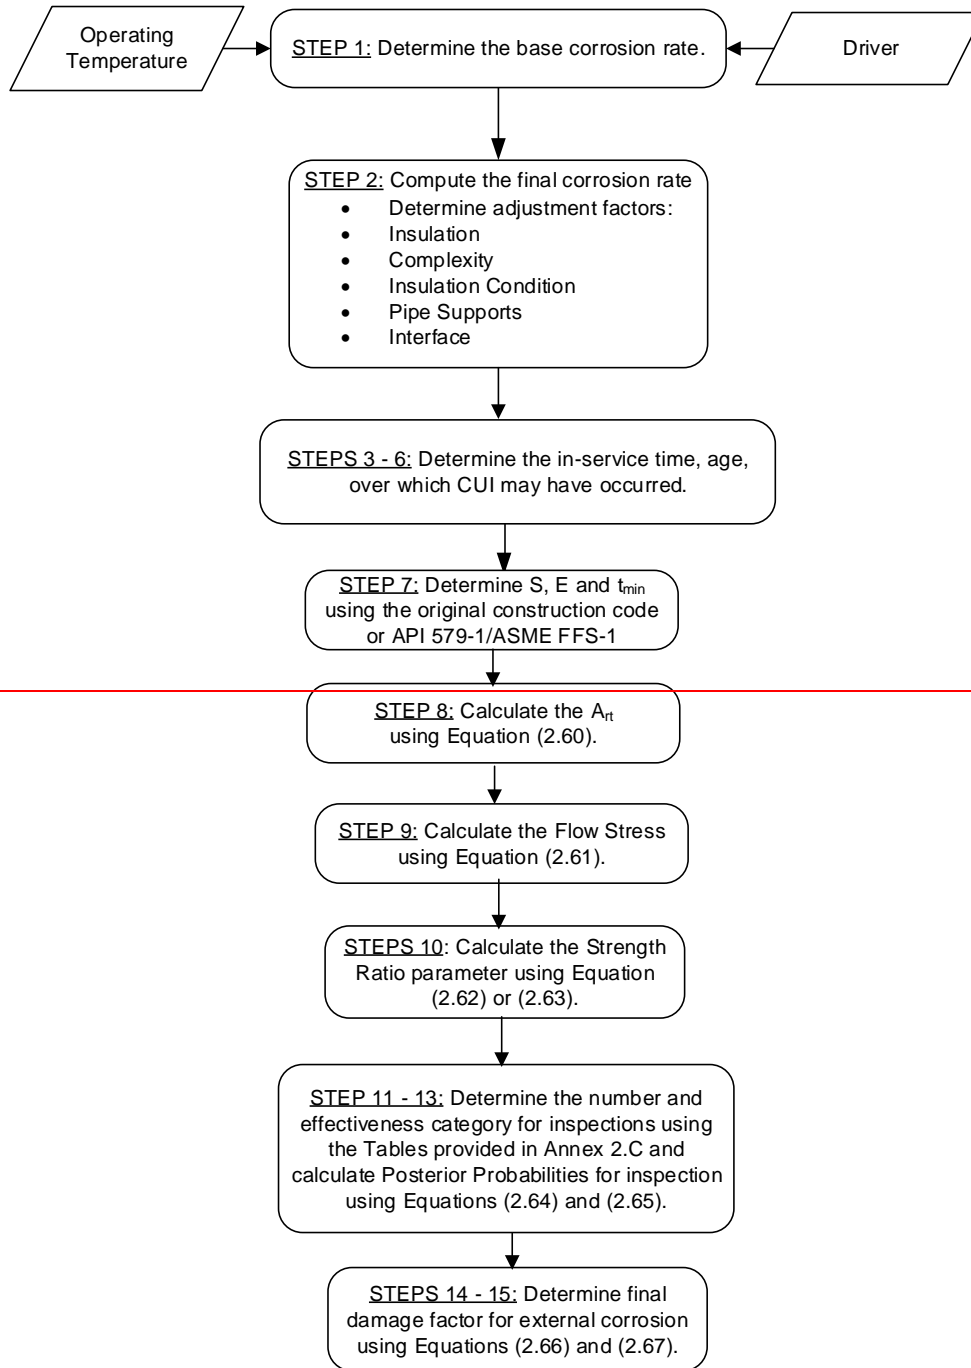 Operating
Temperature
STEP 1: Determine the base corrosion rate.
Driver
STEP 2: Compute the final corrosion rate
• Determine adjustment factors:
• Insulation
• Complexity
• Insulation Condition
• Pipe Supports
• Interface
STEPS 3 - 6: Determine the in-service time, age,
over which CUI may have occurred.
STEP 7: Determine S, E and tmin
using the original construction code
or API 579-1/ASME FFS-1
STEP 8: Calculate the Art
using Equation (2.60).
STEP 9: Calculate the Flow Stress
using Equation (2.61).
STEPS 10: Calculate the Strength
Ratio parameter using Equation
(2.62) or (2.63).
STEP 11 - 13: Determine the number and
effectiveness category for inspections using
the Tables provided in Annex 2.C and
calculate Posterior Probabilities for inspection
using Equations (2.64) and (2.65).
STEPS 14 - 15: Determine final
damage factor for external corrosion
using Equations (2.66) and (2.67).